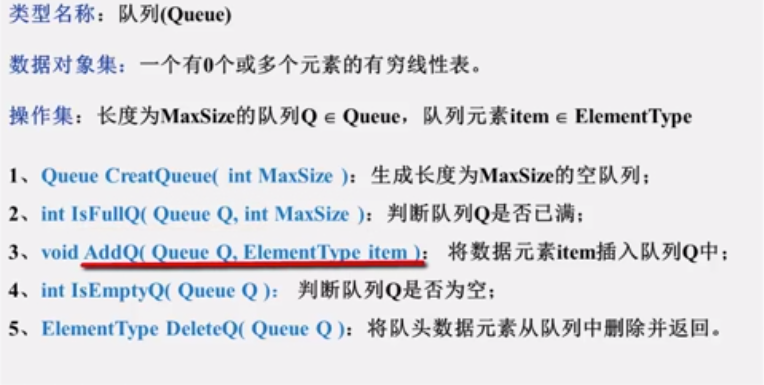 类型名称：队列(Queue)
数据对象集：一个有0个或多个元素的有穷线性表。
操作集：长度为MaxSize的队列Q ∈ Queue，队列元素item ∈ ElementType
1、Queue CreatQueue( int MaxSize )：生成长度为MaxSize的空队列；
2、int IsFullQ( Queue Q, int MaxSize )：判断队列Q是否已满；
3、void AddQ( Queue Q, ElementType item )： 将数据元素item插入队列Q中；
4、int IsEmptyQ( Queue Q )： 判断队列Q是否为空；
5、ElementType DeleteQ( Queue Q )：将队头数据元素从队列中删除并返回。